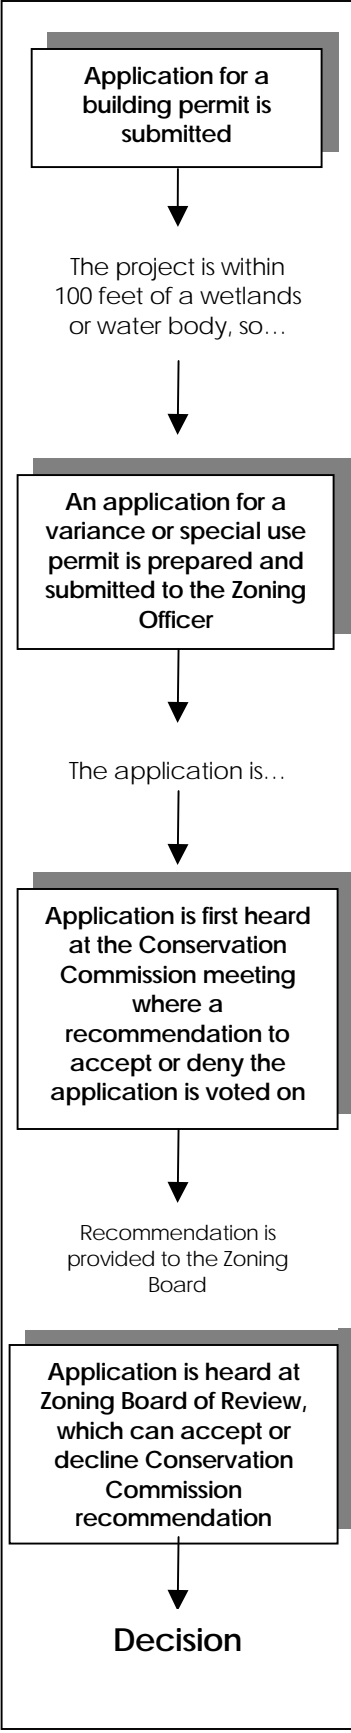 Application for a
building permit is
submitted
The project is within
100 feet of a wetlands
or water body, so…
An application for a
variance or special use
permit is prepared and
submitted to the Zoning
Officer
The application is…
Application is first heard
at the Conservation
Commission meeting
where a
recommendation to
accept or deny the
application is voted on
Recommendation is
provided to the Zoning
Board
Application is heard at
Zoning Board of Review,
which can accept or
decline Conservation
Commission
recommendation
Decision